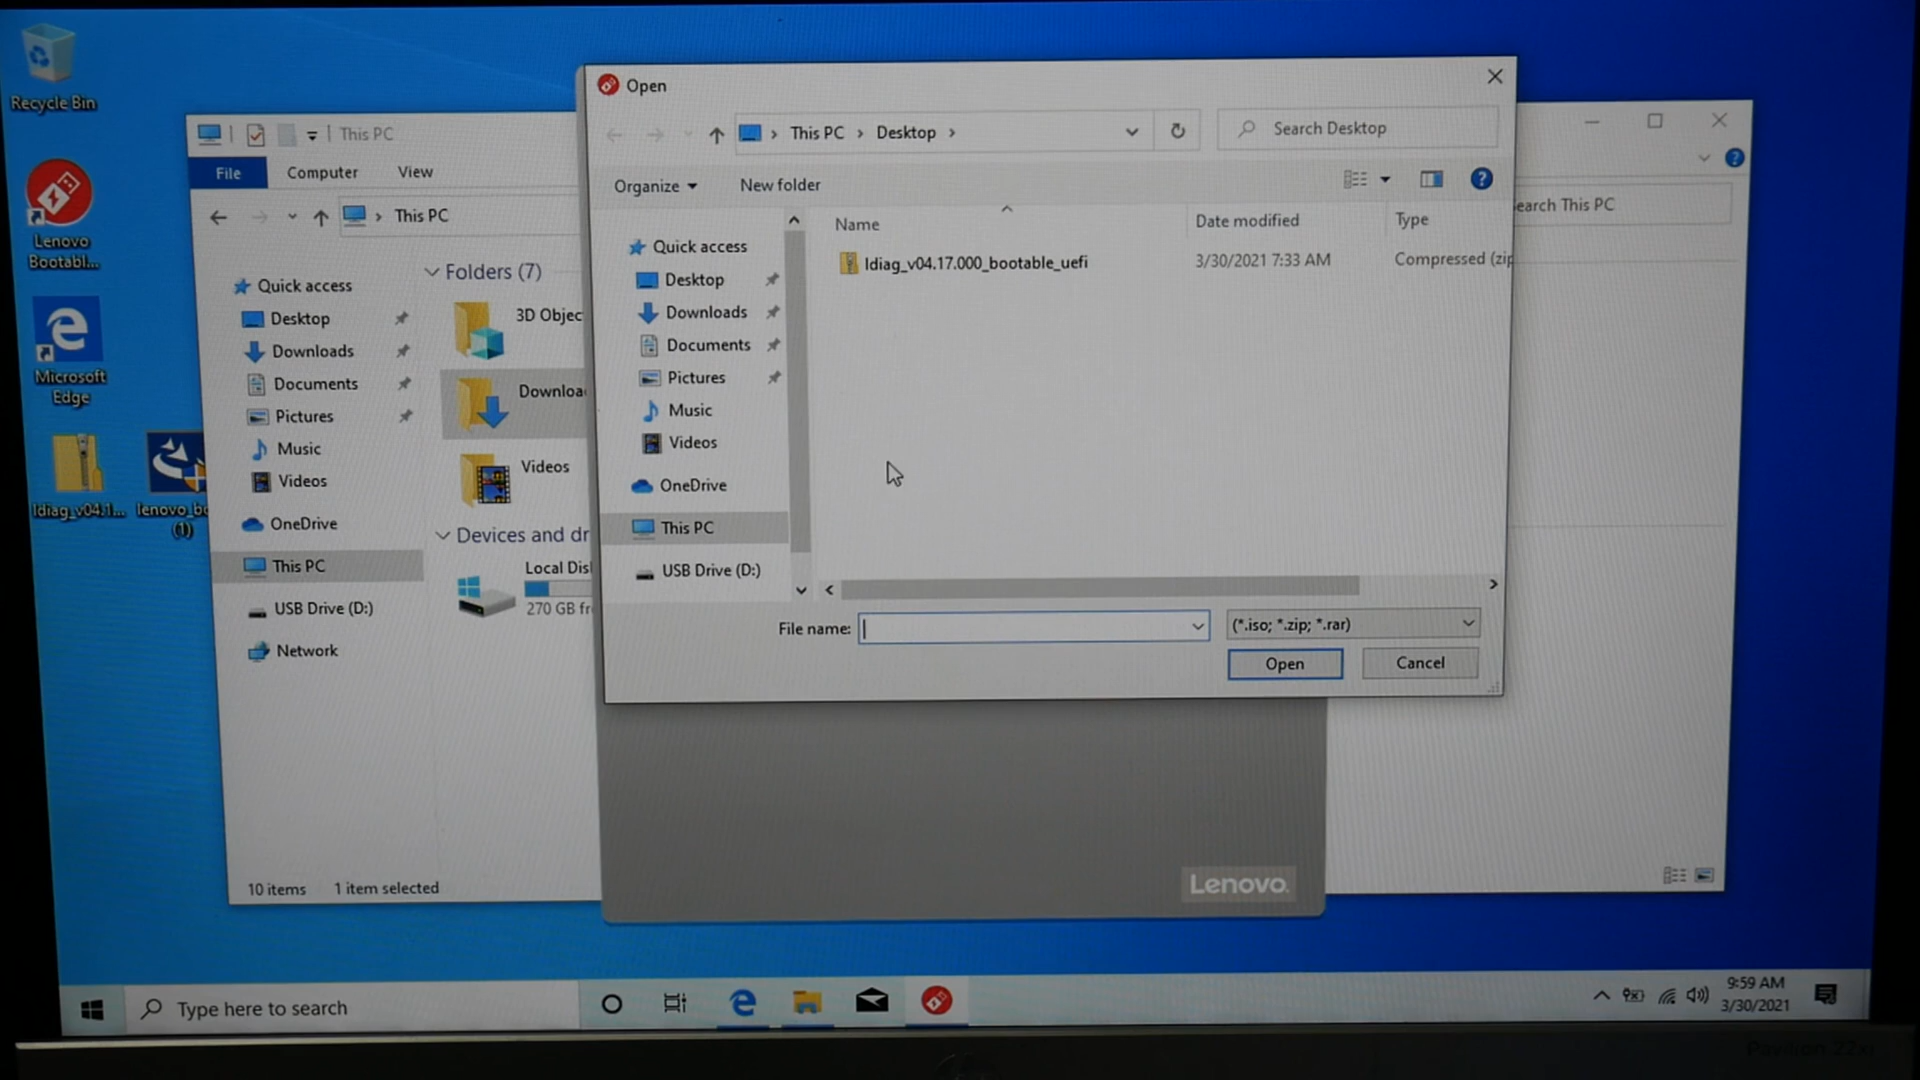 Recycle Bin
Lenovo
Bootabl...
Microsoft
Edge
ldiag_v04.1...
lenovo_bo
(1)
This PC
File
Computer
View
This PC
Quick access
Desktop
Downloads
Documents
Pictures
Music
Videos
OneDrive
This PC
USB Drive (D:)
Network
Folders (7)
3D Objec
Downloa
Videos
Devices and dr
Local Dis
270 GB fr
10 items
1 item selected
Open
This PC
Desktop
Search Desktop
Organize
New folder
Name
Date modified
Type
ldiag_v04.17.000_bootable_uefi
3/30/2021 7:33 AM
Compressed (zip
Quick access
Desktop
Downloads
Documents
Pictures
Music
Videos
OneDrive
This PC
USB Drive (D:)
File name:
(*.iso; *.zip; *.rar)
Open
Cancel
earch This PC
Lenovo.
Type here to search
9:59 AM
3/30/2021